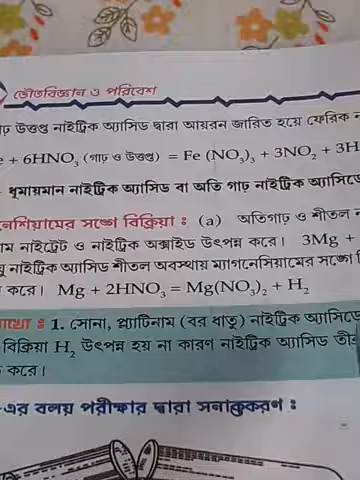 ভৌতবিজ্ঞান ও পরিবেশ
উত্তপ্ত নাইট্রিক অ্যাসিড দ্বারা আয়রন জারিত হয়ে ফেরিক
+ 6HNO₃ (গাঢ় ও উত্তপ্ত) = Fe (NO₃)₃ + 3NO₂ + 3H
ধূমায়মান নাইট্রিক অ্যাসিড বা অতি গাঢ় নাইট্রিক অ্যাসিডে
নেশিয়ামের সঙ্গে বিক্রিয়া : (a) অতিগাঢ় ও শীতল
নাইট্রেট ও নাইট্রিক অক্সাইড উৎপন্ন করে। 3Mg +
নাইট্রিক অ্যাসিড শীতল অবস্থায় ম্যাগনেসিয়ামের সঙ্গে
করে। Mg + 2HNO₃ = Mg(NO₃)₂ + H₂
রাখো : 1. সোনা, প্ল্যাটিনাম (বর ধাতু) নাইট্রিক অ্যাসিডে
বিক্রিয়া H₂ উৎপন্ন হয় না কারণ নাইট্রিক অ্যাসিড তীব্র
করে।
-এর বলয় পরীক্ষার দ্বারা সনাক্তকরণ :